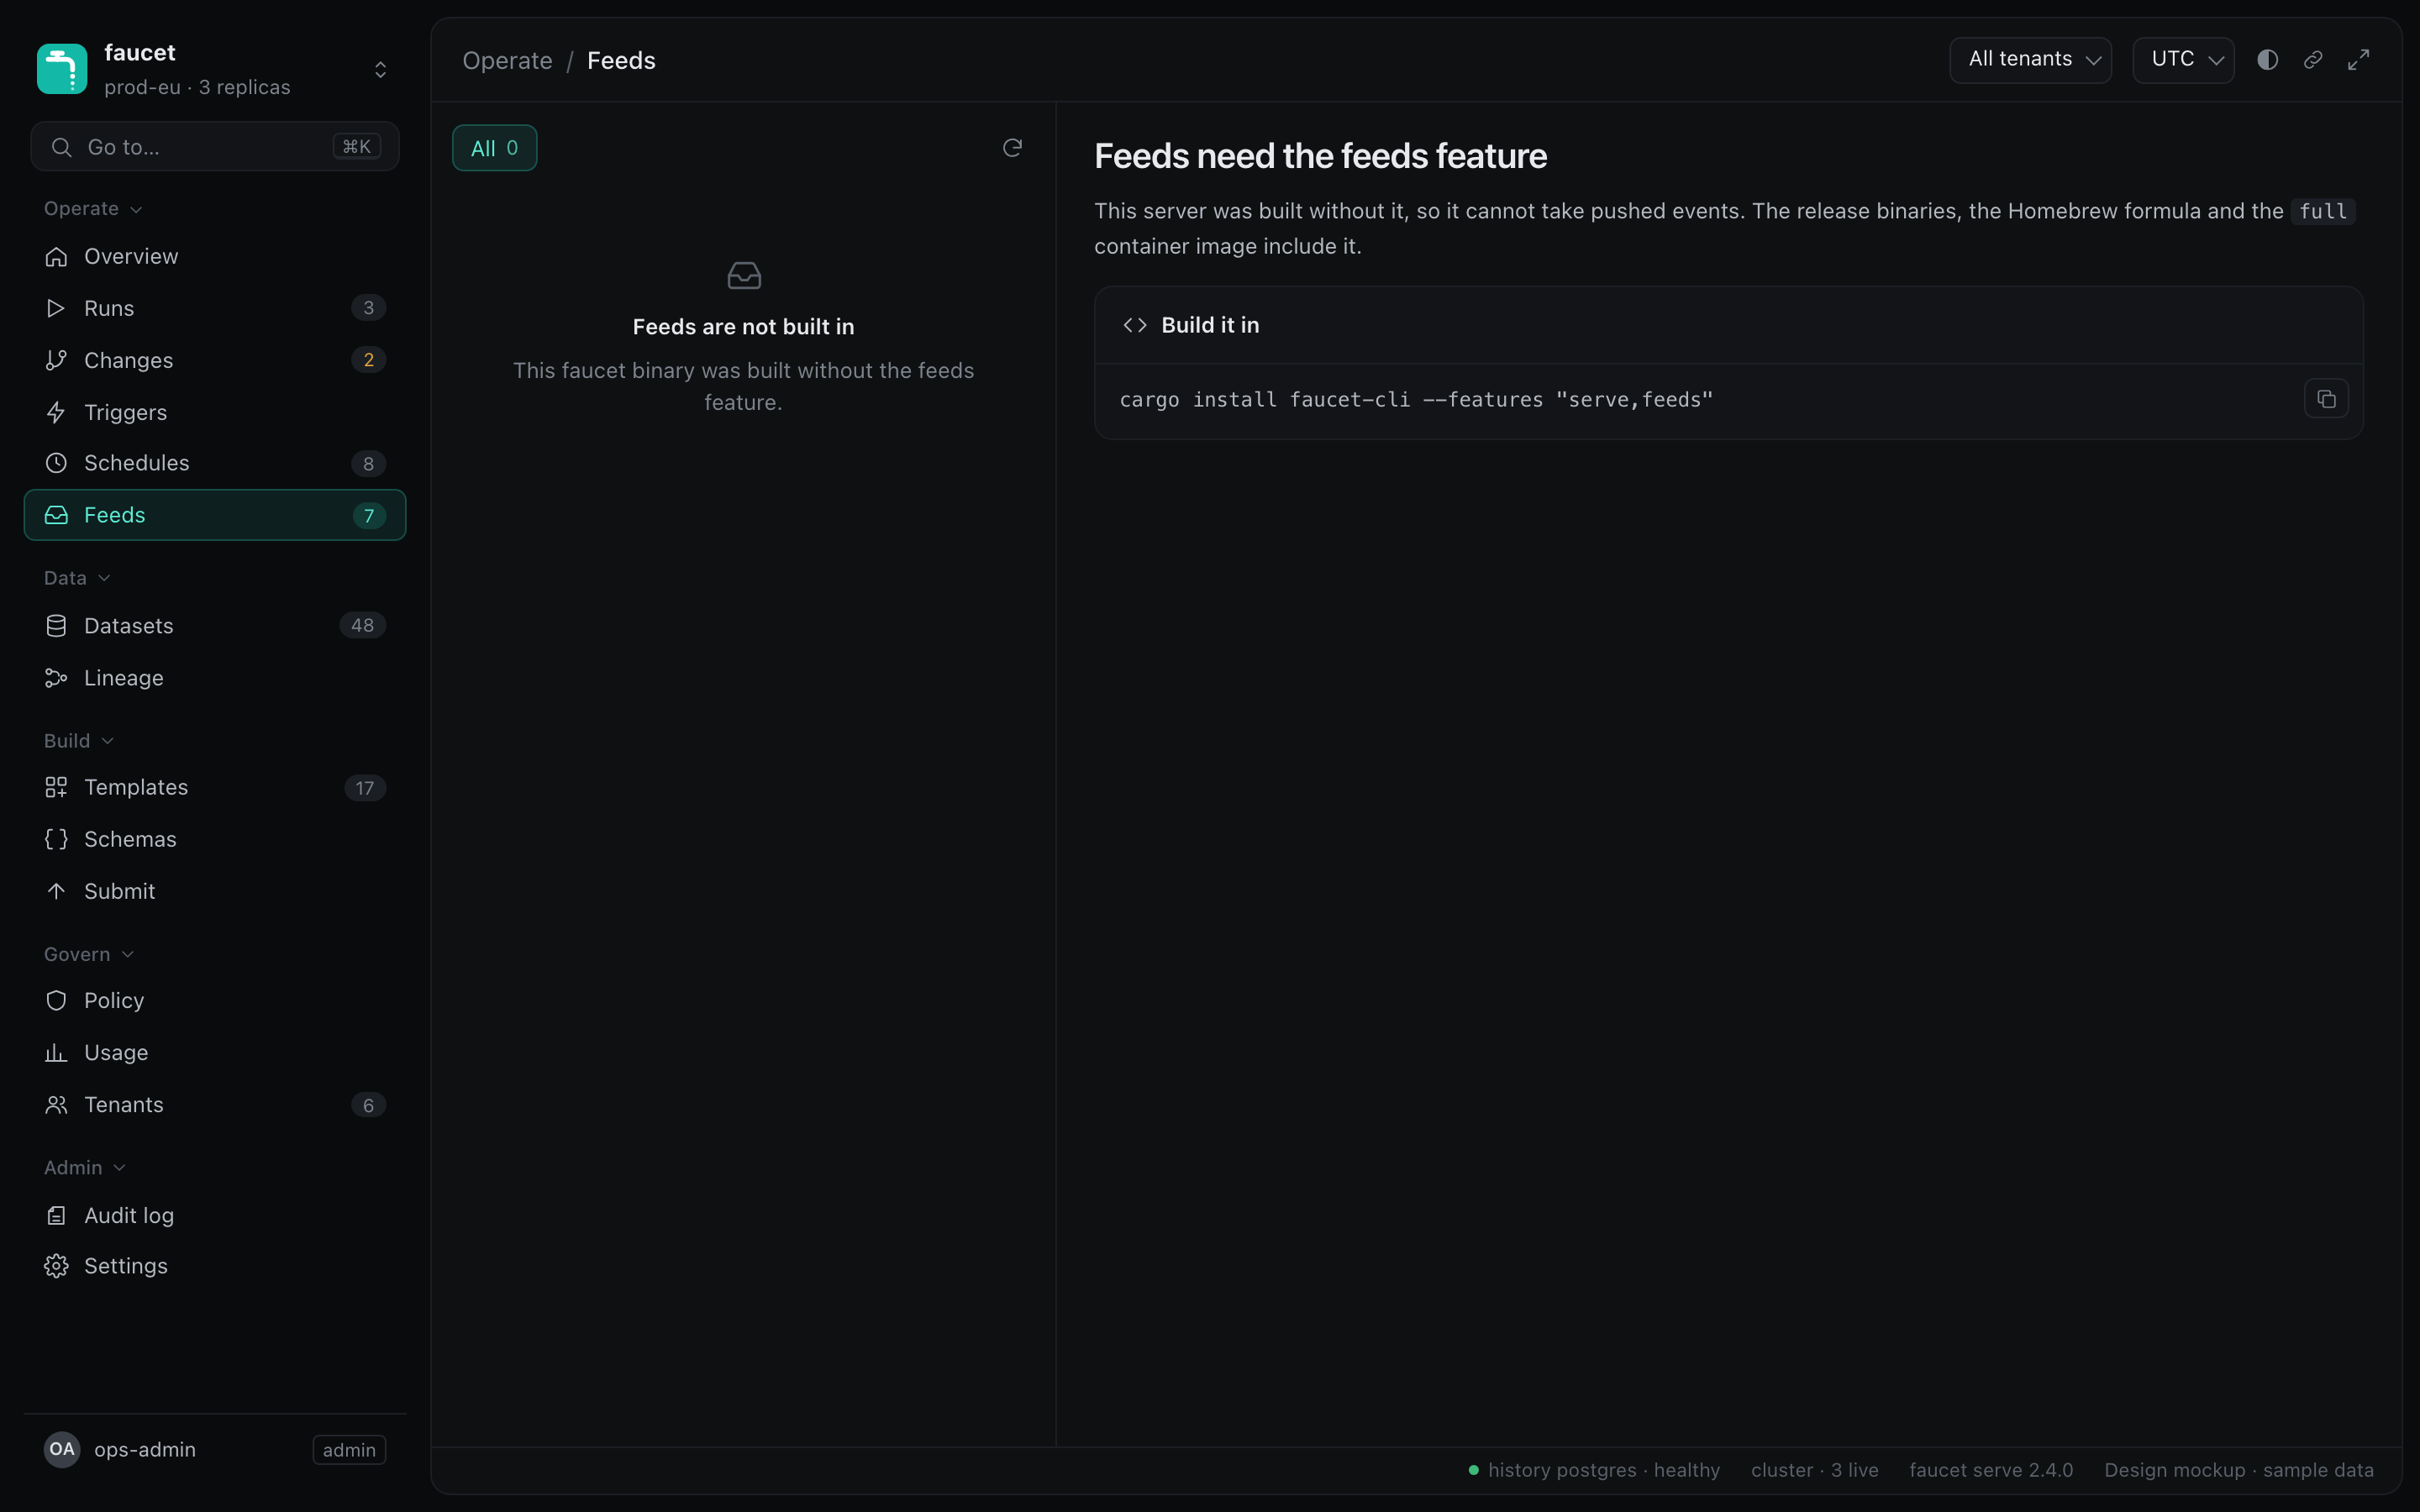 faucet
prod-eu · 3 replicas
Go to...
⌘K
Operate
Overview
Runs 3
Changes 2
Triggers
Schedules 8
Feeds 7
Data
Datasets 48
Lineage
Build
Templates 17
Schemas
Submit
Govern
Policy
Usage
Tenants 6
Admin
Audit log
Settings
OA ops-admin admin
Operate / Feeds
All tenants
UTC
All 0
Feeds are not built in
This faucet binary was built without the feeds
feature.
Feeds need the feeds feature
This server was built without it, so it cannot take pushed events. The release binaries, the Homebrew formula and the full
container image include it.
Build it in
cargo install faucet-cli --features "serve,feeds"
history postgres · healthy
cluster · 3 live
faucet serve 2.4.0
Design mockup · sample data